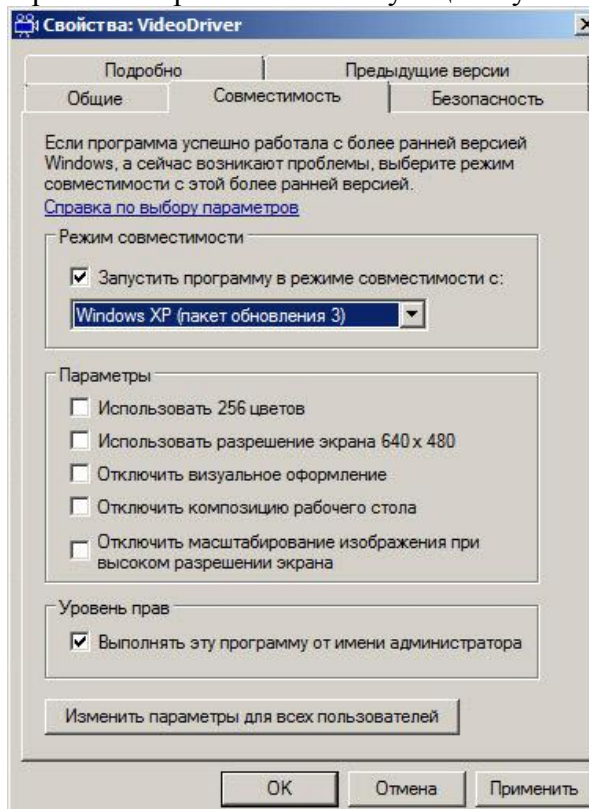 Свойства: VideoDriver
Подробно
Предыдущие версии
Общие
Совместимость
Безопасность
Если программа успешно работала с более ранней версией
Windows, а сейчас возникают проблемы, выберите режим
совместимости с этой более ранней версией.
Справка по выбору параметров
Режим совместимости
Запустить программу в режиме совместимости с:
Windows XP (пакет обновления 3)
Параметры
Использовать 256 цветов
Использовать разрешение экрана 640 x 480
Отключить визуальное оформление
Отключить композицию рабочего стола
Отключить масштабирование изображения при
высоком разрешении экрана
Уровень прав
Выполнять эту программу от имени администратора
Изменить параметры для всех пользователей
OK
Отмена
Применить